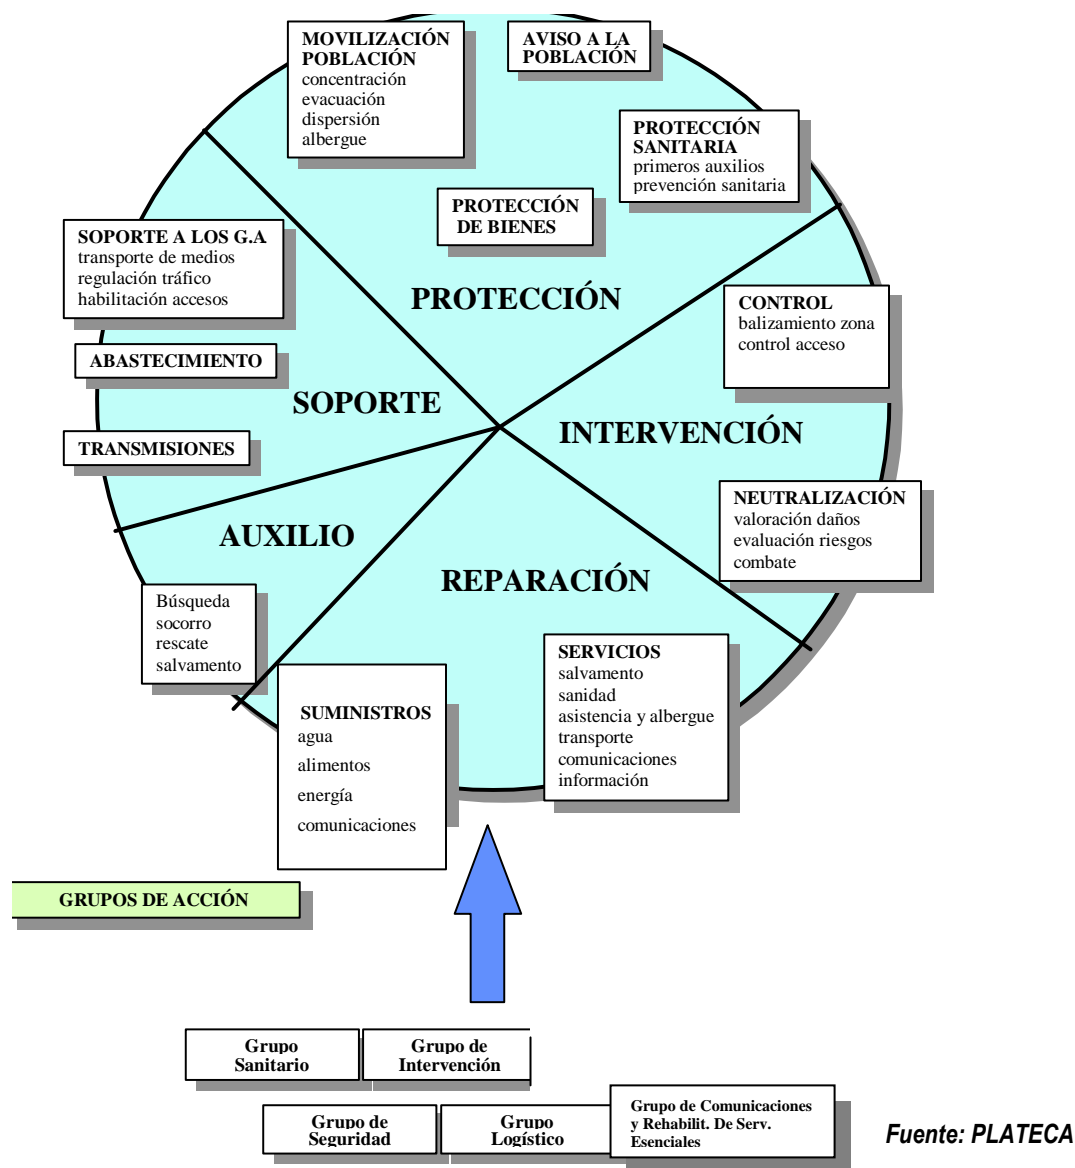 MOVILIZACIÓN
POBLACIÓN
concentración
evacuación
dispersión
albergue
AVISO A LA
POBLACIÓN
PROTECCIÓN
SANITARIA
primeros auxilios
prevención sanitaria
PROTECCIÓN
DE BIENES
PROTECCIÓN
SOPORTE A LOS G.A
transporte de medios
regulación tráfico
habilitación accesos
ABASTECIMIENTO
TRANSMISIONES
SOPORTE
CONTROL
balizamiento zona
control acceso
INTERVENCIÓN
NEUTRALIZACIÓN
valoración daños
evaluación riesgos
combate
AUXILIO
Búsqueda
socorro
rescate
salvamento
REPARACIÓN
SUMINISTROS
agua
alimentos
energía
comunicaciones
SERVICIOS
salvamento
sanidad
asistencia y albergue
transporte
comunicaciones
información
GRUPOS DE ACCIÓN
Grupo
Sanitario
Grupo de
Intervención
Grupo de
Seguridad
Grupo
Logístico
Grupo de Comunicaciones
y Rehabilit. De Serv.
Esenciales
Fuente: PLATECA